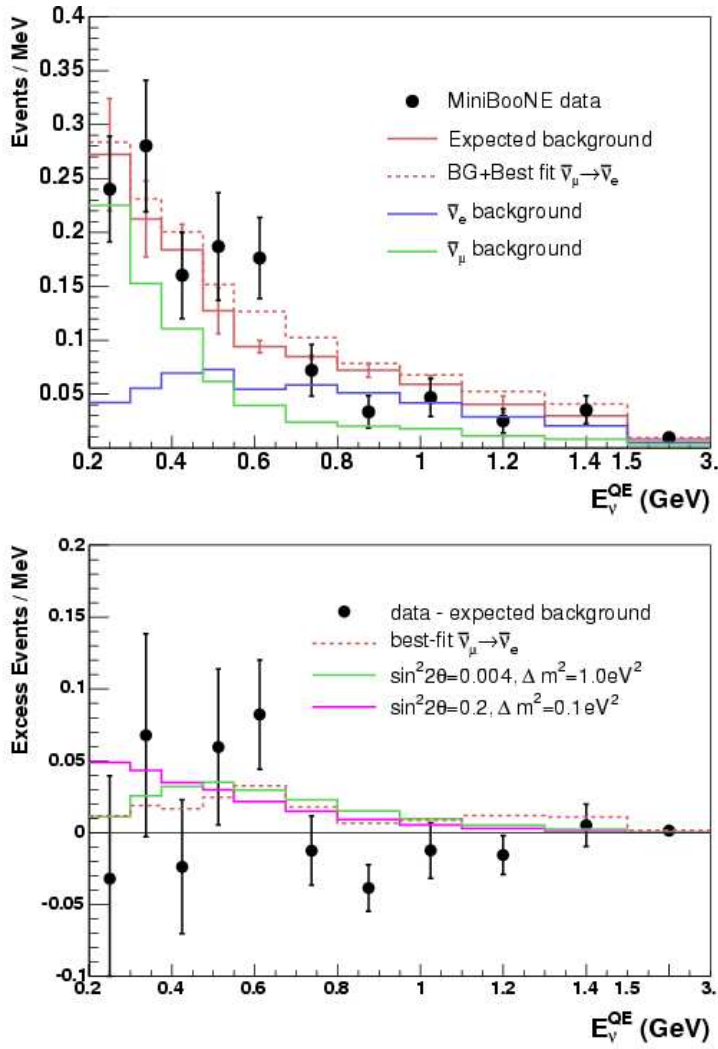 Events / MeV
0.4
0.35
0.3
0.25
0.2
0.15
0.1
0.05
MiniBooNE data
Expected background
BG+Best fit ν̅μ→ν̅e
ν̅e background
ν̅μ background
0.2 0.4 0.6 0.8 1 1.2 1.4 1.5 3.
EνQE (GeV)
Excess Events / MeV
0.2
0.15
0.1
0.05
0
-0.05
-0.1
data - expected background
best-fit ν̅μ→ν̅e
sin²2θ=0.004, Δ m²=1.0eV²
sin²2θ=0.2, Δ m²=0.1eV²
0.2 0.4 0.6 0.8 1 1.2 1.4 1.5 3.
EνQE (GeV)